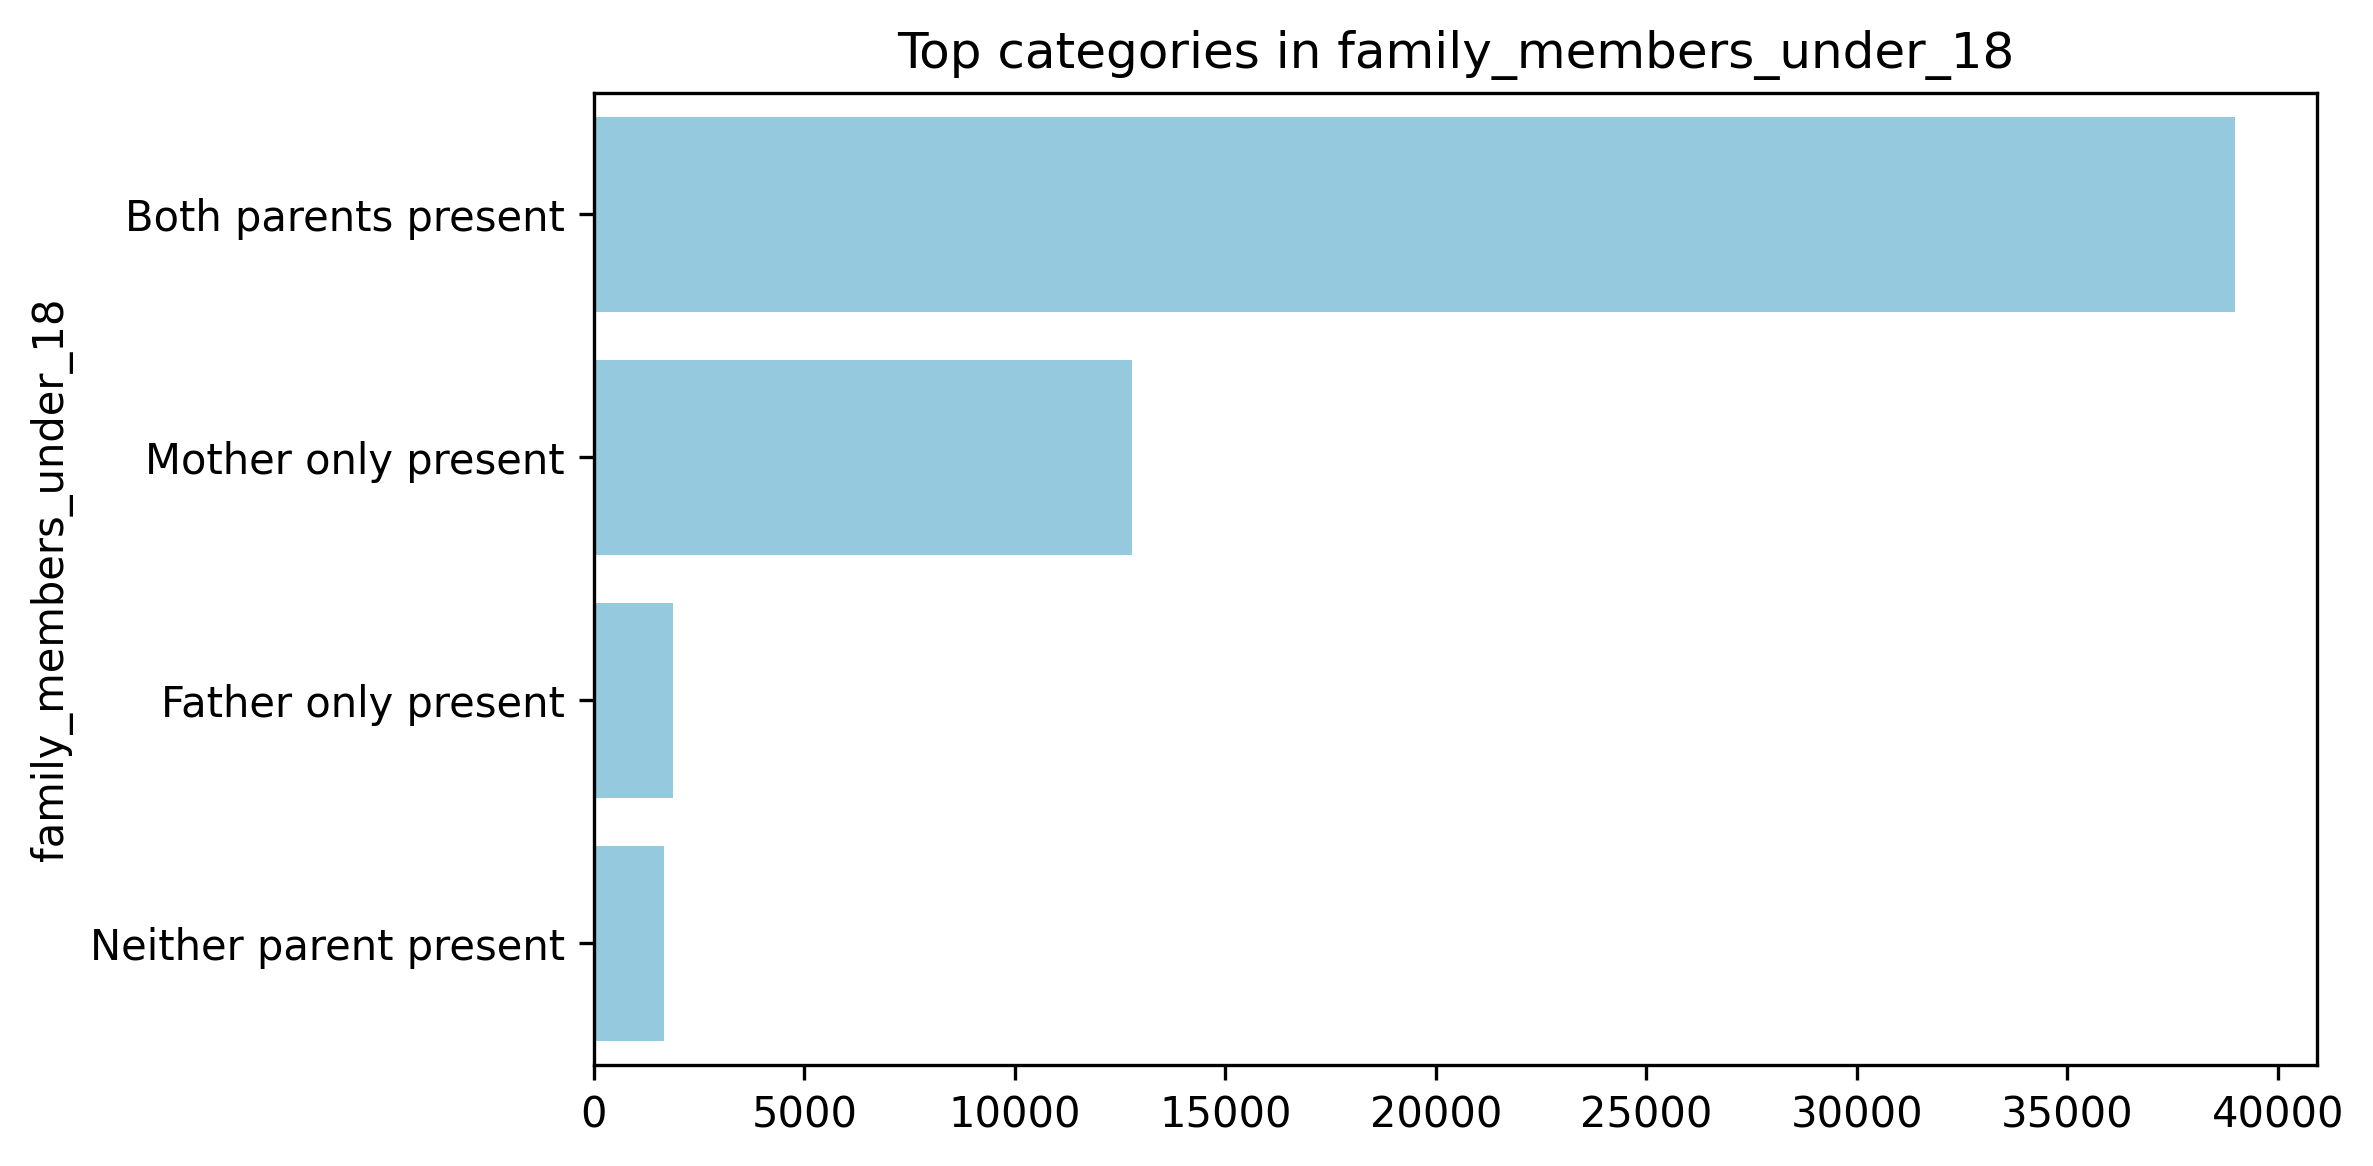 Top categories in family_members_under_18
family_members_under_18
Both parents present
Mother only present
Father only present
Neither parent present
0 5000 10000 15000 20000 25000 30000 35000 40000